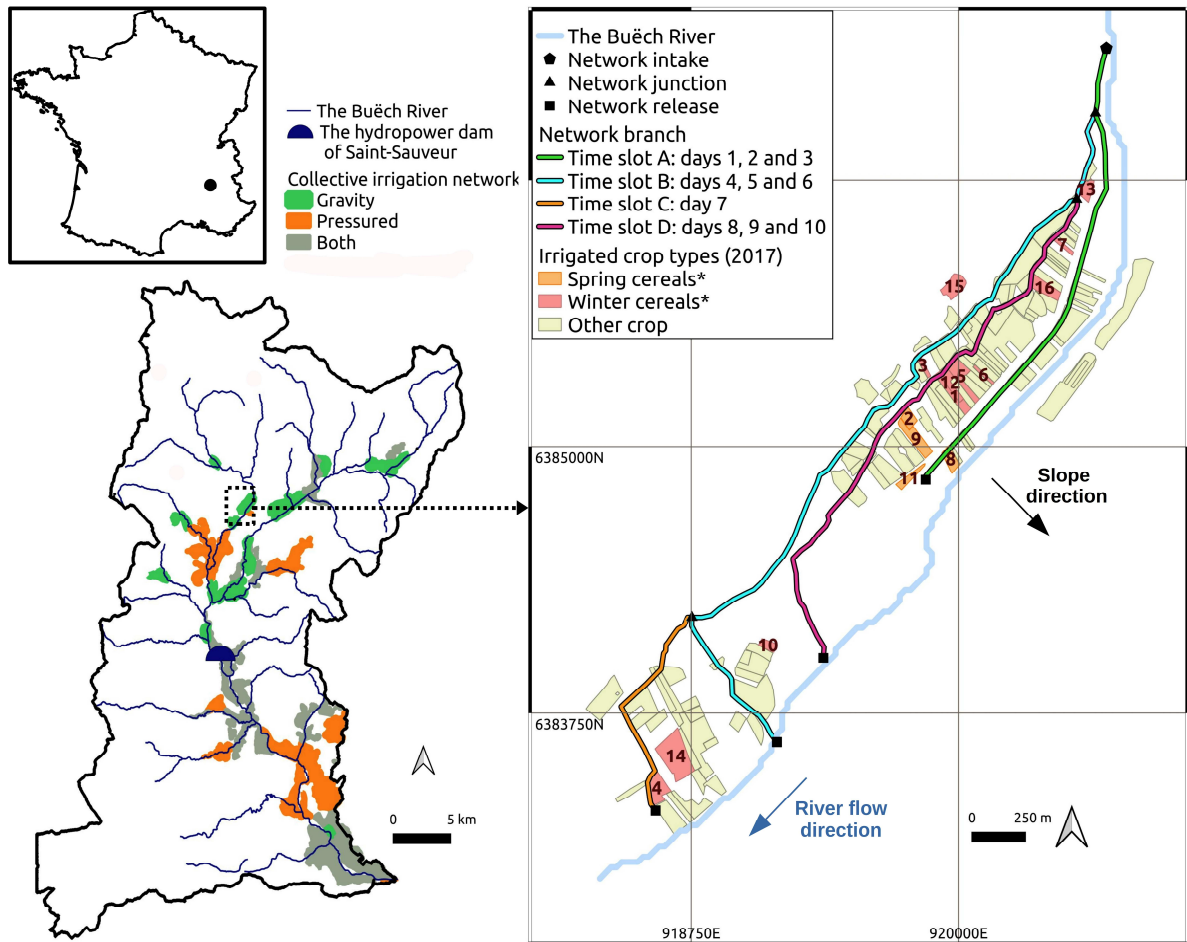 The Buëch River
The hydropower dam
of Saint-Sauveur
Collective irrigation network
Gravity
Pressured
Both
0 5 km
The Buëch River
Network intake
Network junction
Network release
Network branch
Time slot A: days 1, 2 and 3
Time slot B: days 4, 5 and 6
Time slot C: day 7
Time slot D: days 8, 9 and 10
Irrigated crop types (2017)
Spring cereals*
Winter cereals*
Other crop
13
7
15
16
3
5
6
12
1
2
9
8
11
6385000N
Slope
direction
10
6383750N
14
4
River flow
direction
0 250 m
918750E
920000E